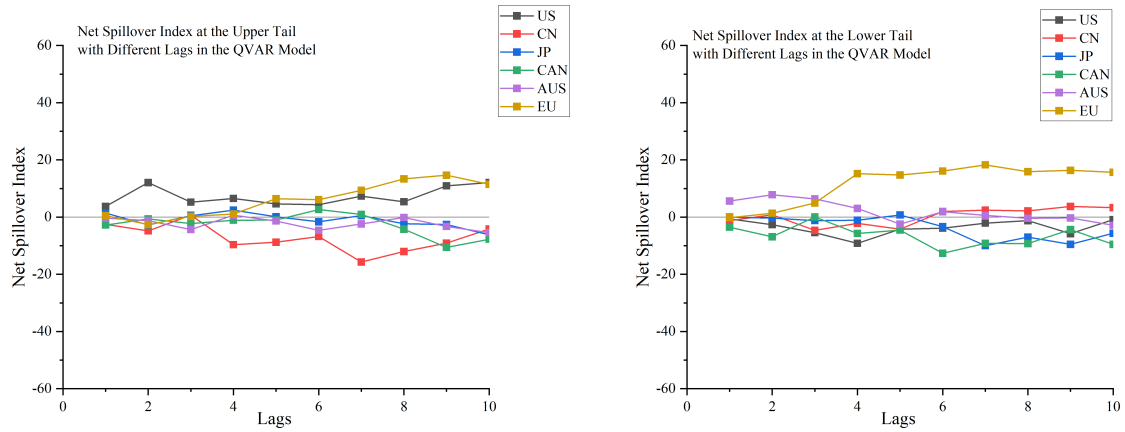 Net Spillover Index at the Upper Tail
with Different Lags in the QVAR Model
US
CN
JP
CAN
AUS
EU
60
40
20
0
-20
-40
-60
Net Spillover Index
0
2
4
6
8
10
Lags
Net Spillover Index at the Lower Tail
with Different Lags in the QVAR Model
US
CN
JP
CAN
AUS
EU
60
40
20
0
-20
-40
-60
Net Spillover Index
0
2
4
6
8
10
Lags